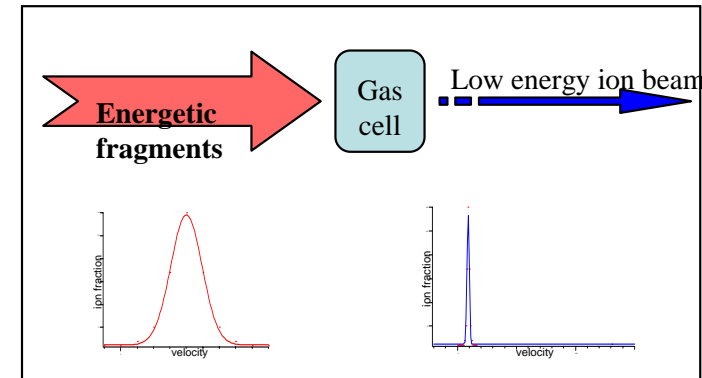 Energetic
fragments
Gas
cell
Low energy ion beam
ion fraction
velocity
ion fraction
velocity